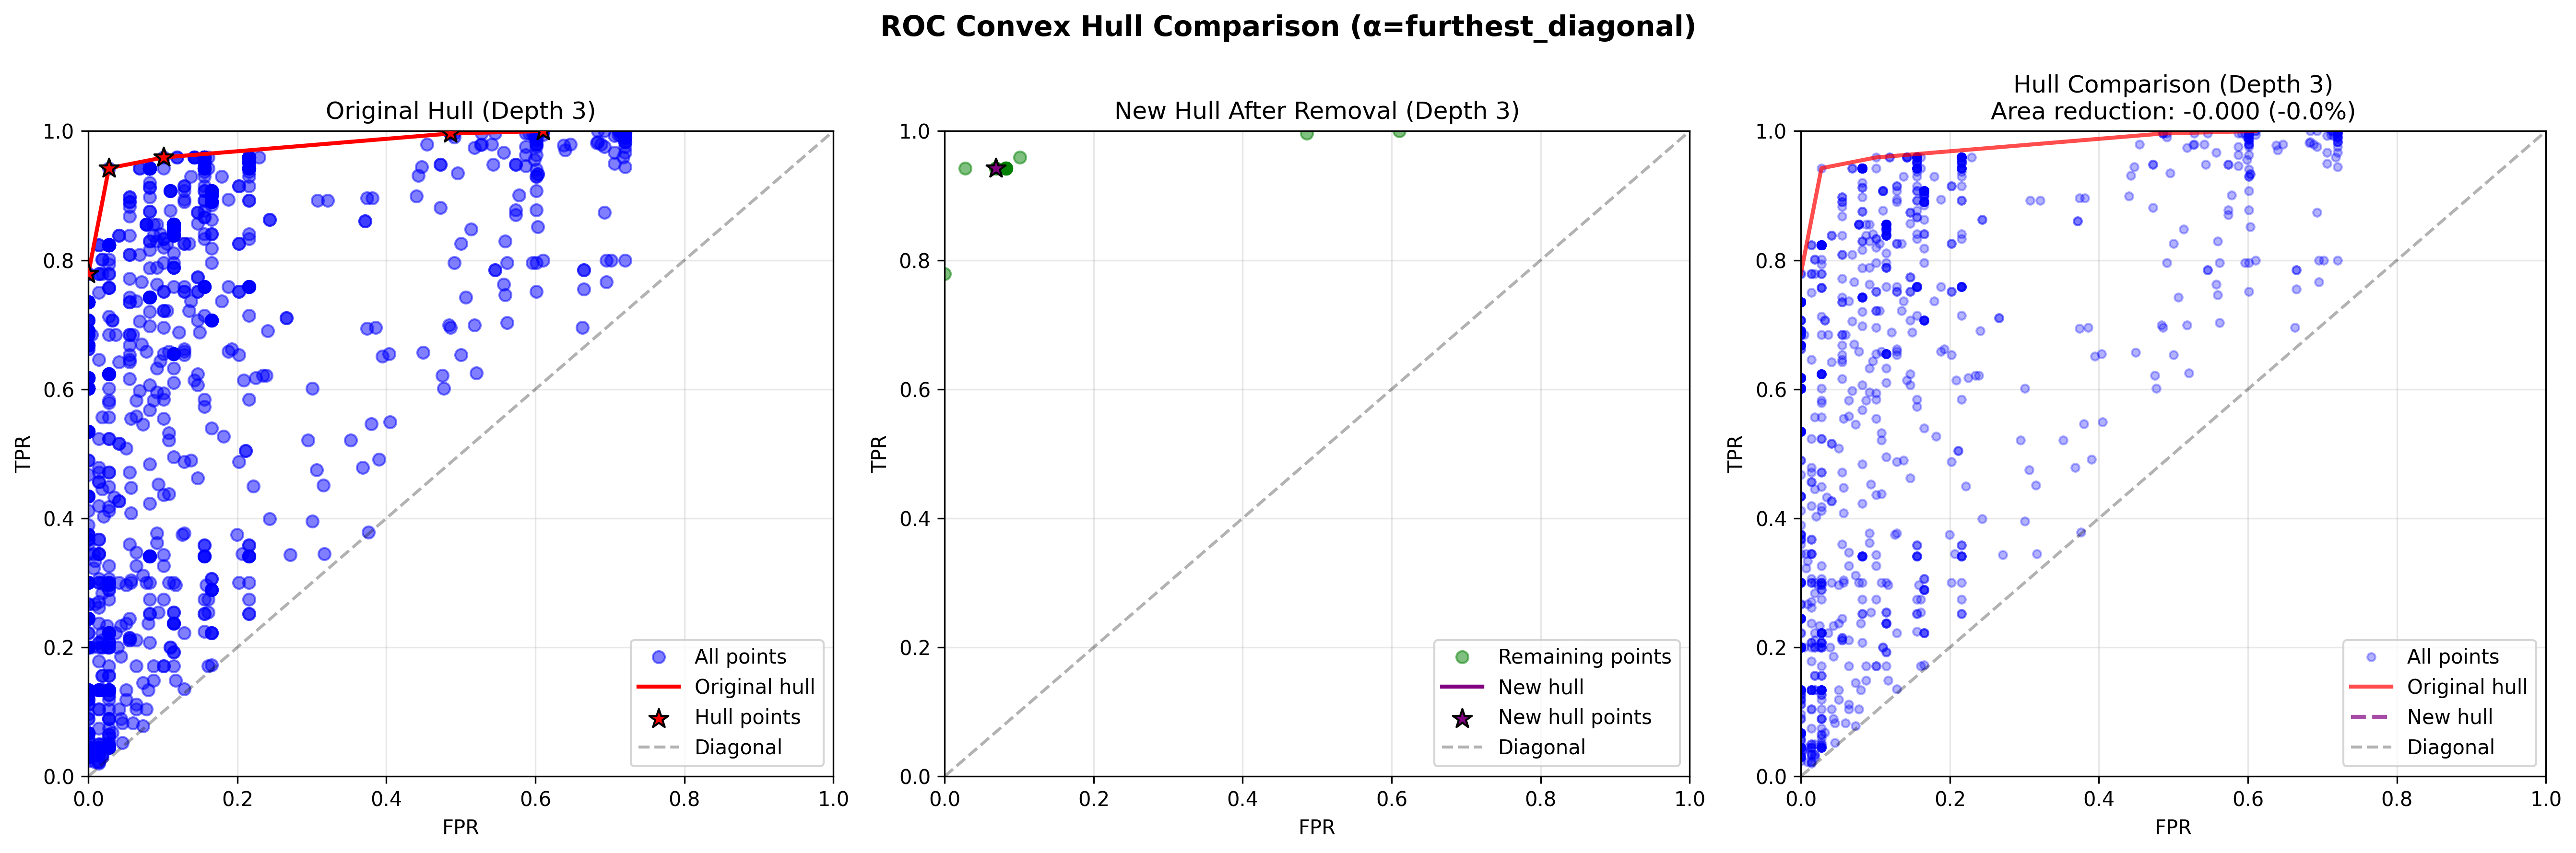 ROC Convex Hull Comparison (α=furthest_diagonal)
Original Hull (Depth 3)
1.0
0.8
0.6
0.4
0.2
0.0
TPR
0.0 0.2 0.4 0.6 0.8 1.0
FPR
All points
Original hull
Hull points
Diagonal
New Hull After Removal (Depth 3)
1.0
0.8
0.6
0.4
0.2
0.0
TPR
0.0 0.2 0.4 0.6 0.8 1.0
FPR
Remaining points
New hull
New hull points
Diagonal
Hull Comparison (Depth 3)
Area reduction: -0.000 (-0.0%)
1.0
0.8
0.6
0.4
0.2
0.0
TPR
0.0 0.2 0.4 0.6 0.8 1.0
FPR
All points
Original hull
New hull
Diagonal